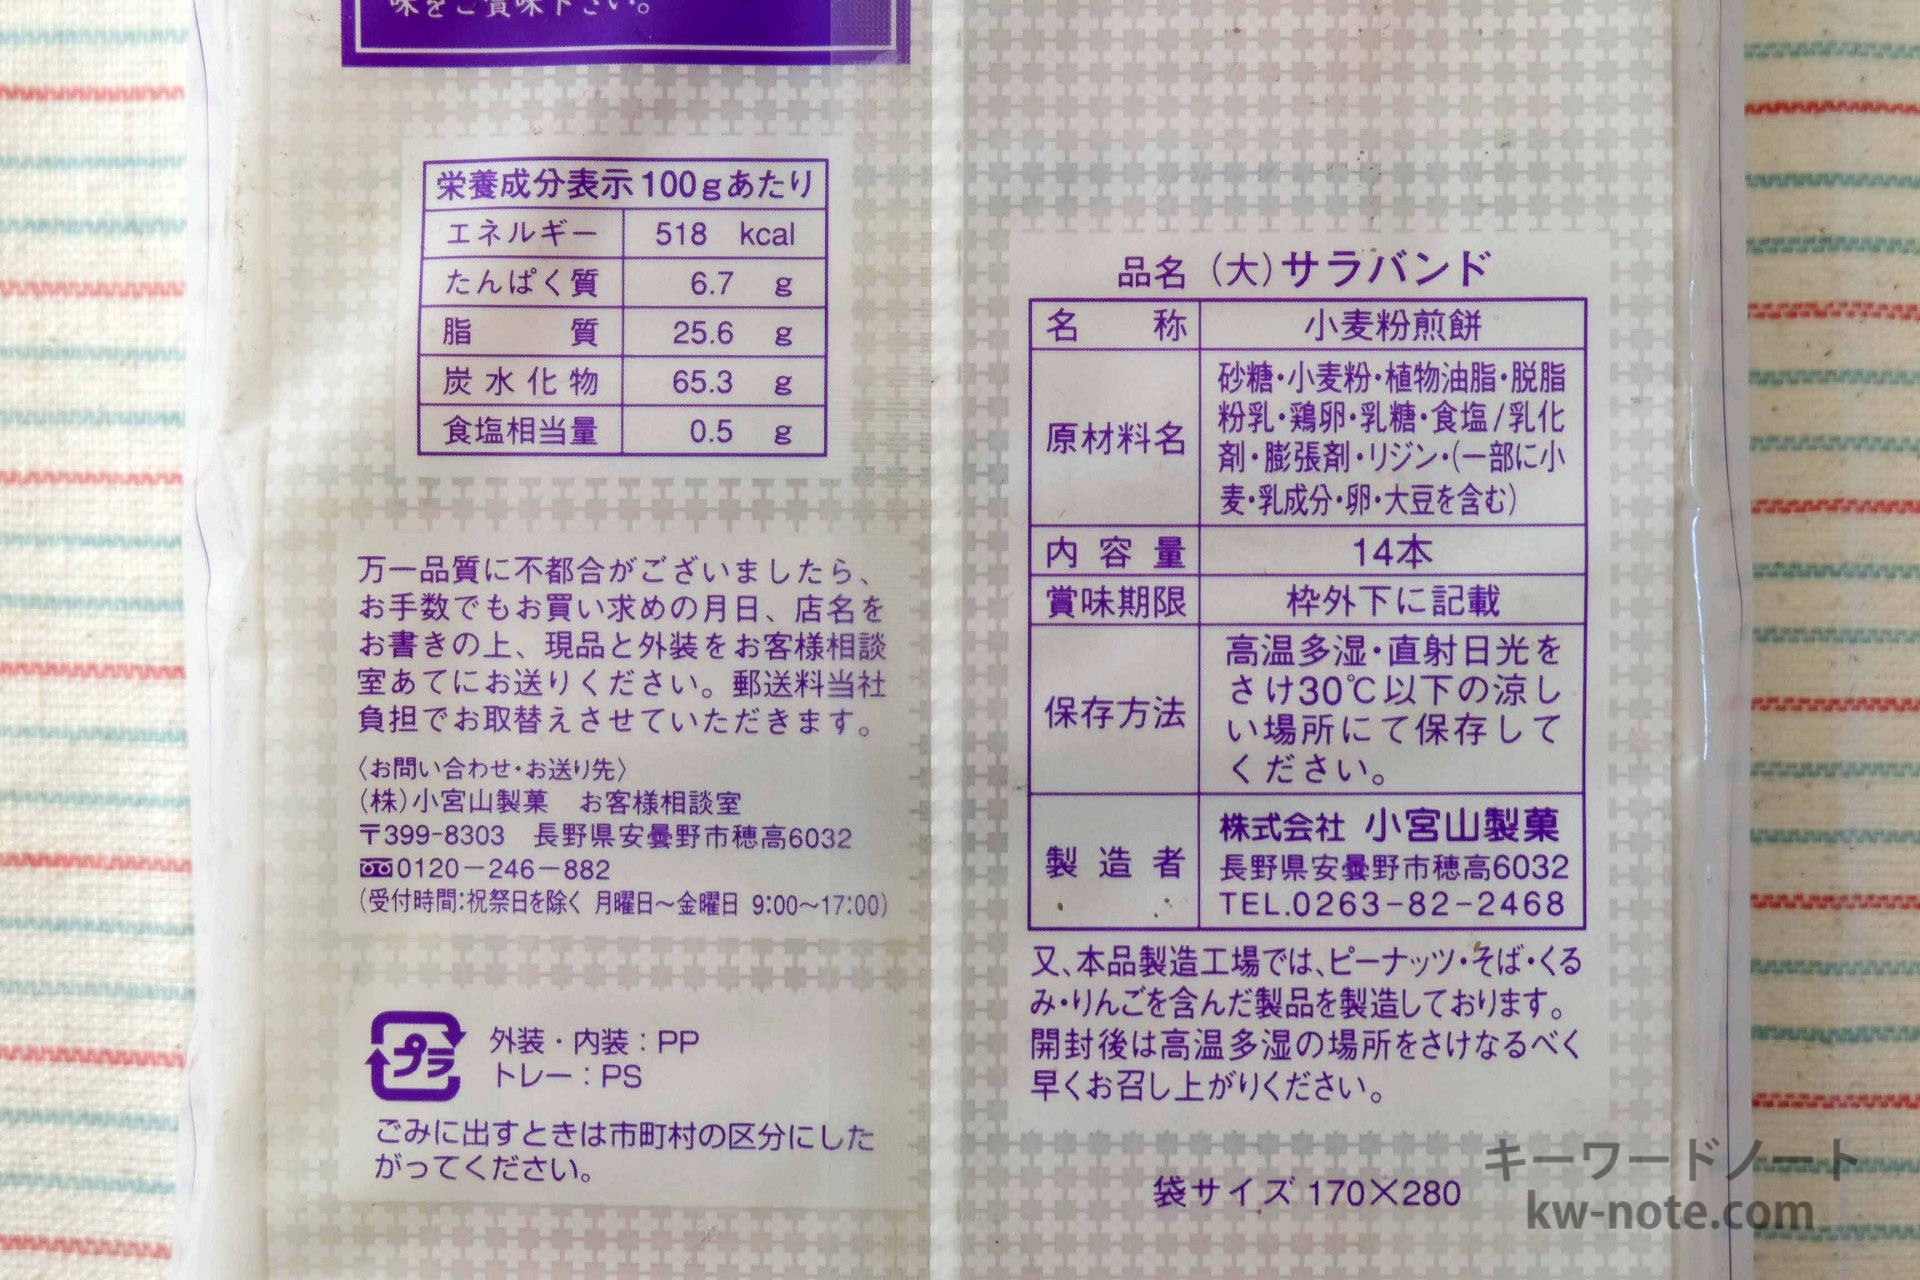 味をご賞味下さい。
栄養成分表示100gあたり
エネルギー 518 kcal
たんぱく質 6.7 g
脂質 25.6 g
炭水化物 65.3 g
食塩相当量 0.5 g
万一品質に不都合がございましたら、
お手数でもお買い求めの月日、店名を
お書きの上、現品と外装をお客様相談
室あてにお送りください。郵送料当社
負担でお取替えさせていただきます。
〈お問い合わせ・お送り先〉
(株)小宮山製菓 お客様相談室
〒399-8303 長野県安曇野市穂高6032
0120-246-882
(受付時間:祝祭日を除く 月曜日～金曜日 9:00～17:00)
プラ
外装・内装:PP
トレー:PS
ごみに出すときは市町村の区分にした
がってください。
品名 (大)サラバンド
名称 小麦粉煎餅
原材料名
砂糖・小麦粉・植物油脂・脱脂
粉乳・鶏卵・乳糖・食塩/乳化
剤・膨張剤・リジン・(一部に小
麦・乳成分・卵・大豆を含む)
内容量 14本
賞味期限 枠外下に記載
保存方法
高温多湿・直射日光を
さけ30℃以下の涼し
い場所にて保存して
ください。
製造者
株式会社 小宮山製菓
長野県安曇野市穂高6032
TEL.0263-82-2468
又、本品製造工場では、ピーナッツ・そば・くる
み・りんごを含んだ製品を製造しております。
開封後は高温多湿の場所をさけなるべく
早くお召し上がりください。
袋サイズ 170×280
キーワードノート
kw-note.com